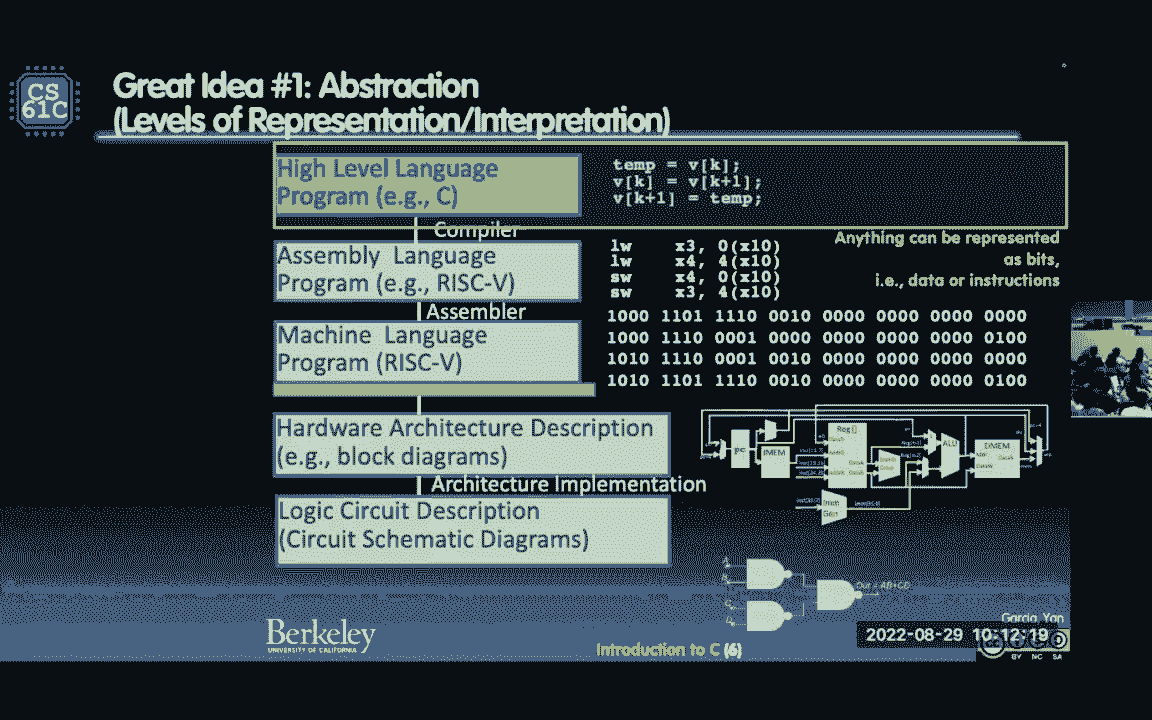 CS
61C
Great Idea #1: Abstraction
(Levels of Representation/Interpretation)
High Level Language
Program (e.g., C)
temp = v[k];
v[k] = v[k+1];
v[k+1] = temp;
Compiler
Anything can be represented
as bits,
i.e., data or instructions
Assembly Language
Program (e.g., RISC-V)
lw x3, 0(x10)
lw x4, 4(x10)
sw x4, 0(x10)
sw x3, 4(x10)
Assembler
Machine Language
Program (RISC-V)
1000 1101 1110 0010 0000 0000 0000 0000
1000 1110 0001 0000 0000 0000 0000 0100
1010 1110 0001 0010 0000 0000 0000 0000
1010 1101 1110 0010 0000 0000 0000 0100
Hardware Architecture Description
(e.g., block diagrams)
pc
IMEM
Reg[]
ALU
DMEM
Architecture Implementation
Logic Circuit Description
(Circuit Schematic Diagrams)
Out = AB+CD
Berkeley
UNIVERSITY OF CALIFORNIA
Introduction to C (6)
Garcia, Yan
2022-08-29 10:12:19
BY NC SA